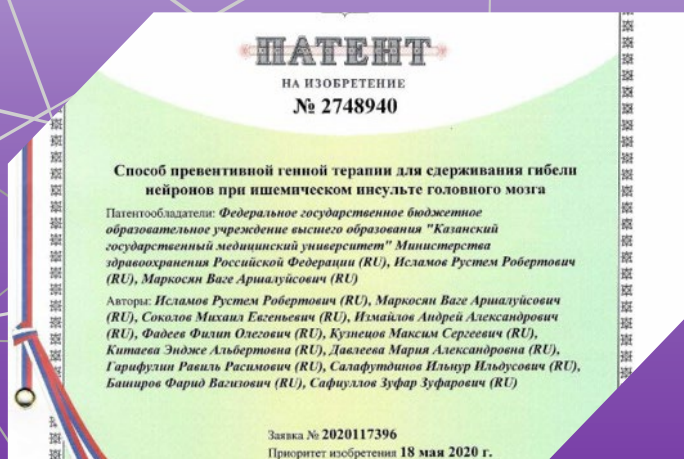 ПАТЕНТ
НА ИЗОБРЕТЕНИЕ
№ 2748940
Способ превентивной генной терапии для сдерживания гибели
нейронов при ишемическом инсульте головного мозга
Патентообладатели: Федеральное государственное бюджетное
образовательное учреждение высшего образования "Казанский
государственный медицинский университет" Министерства
здравоохранения Российской Федерации (RU), Исламов Рустем Робертович
(RU), Маркосян Ваге Аршалуйсович (RU)
Авторы: Исламов Рустем Робертович (RU), Маркосян Ваге Аршалуйсович
(RU), Соколов Михаил Евгеньевич (RU), Измайлов Андрей Александрович
(RU), Фадеев Филип Олегович (RU), Кузнецов Максим Сергеевич (RU),
Китаева Эндже Альбертовна (RU), Давлеева Мария Александровна (RU),
Гарифулин Равиль Расимович (RU), Салафутдинов Ильнур Ильдусович (RU),
Баширов Фарид Вагизович (RU), Сафиуллов Зуфар Зуфарович (RU)
Заявка № 2020117396
Приоритет изобретения 18 мая 2020 г.